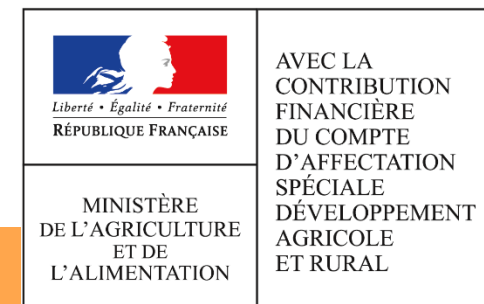 Liberté • Égalité • Fraternité
RÉPUBLIQUE FRANÇAISE
MINISTÈRE
DE L'AGRICULTURE
ET DE
L'ALIMENTATION
AVEC LA
CONTRIBUTION
FINANCIÈRE
DU COMPTE
D'AFFECTATION
SPÉCIALE
DÉVELOPPEMENT
AGRICOLE
ET RURAL